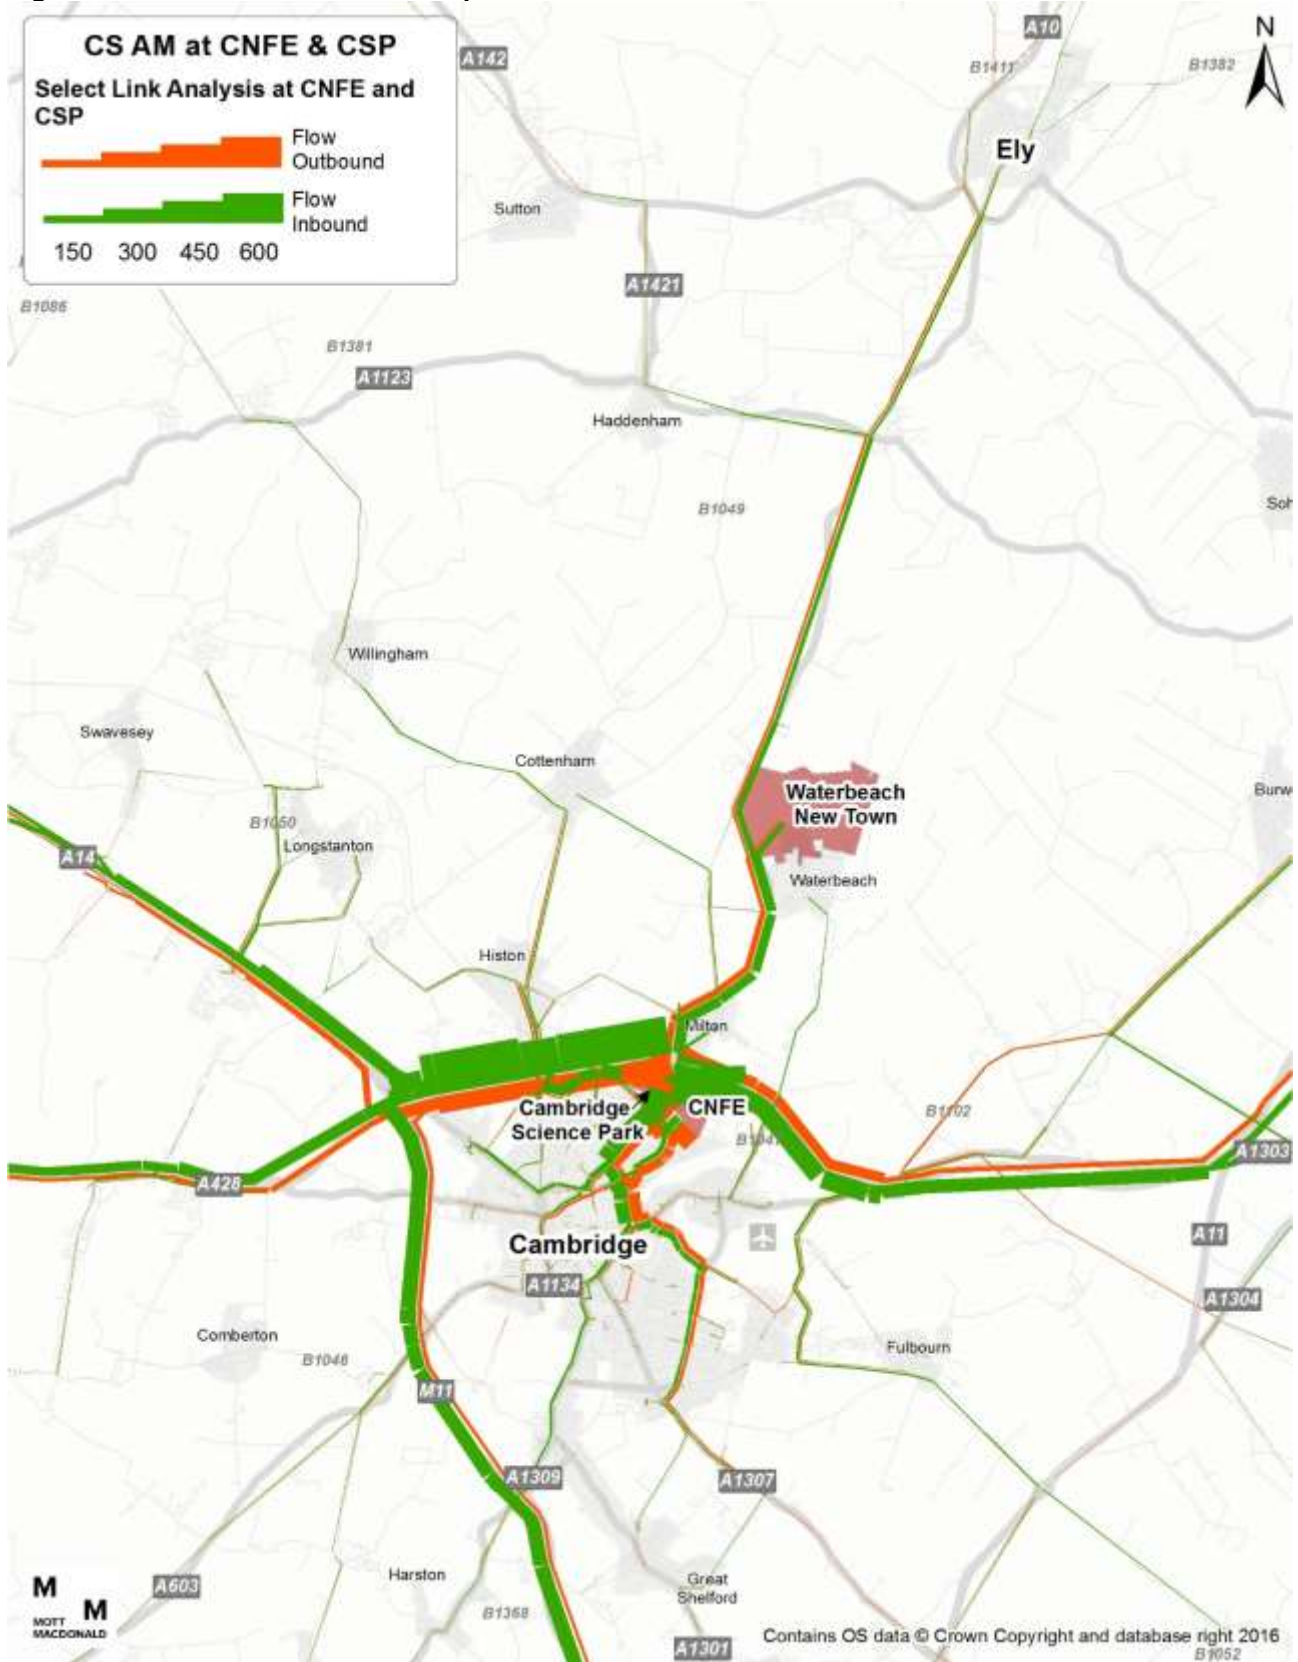 CS AM at CNFE & CSP
Select Link Analysis at CNFE and
CSP
Flow
Outbound
Flow
Inbound
150 300 450 600
N
A10
A142
B1411
B1382
Ely
Sutton
A1421
B1086
B1381
A1123
Haddenham
B1049
Willingham
Swavesey
Cottenham
Waterbeach
New Town
B1050
Longstanton
A14
Waterbeach
Histon
Milton
Cambridge
Science Park
CNFE
B1102
A1303
A428
Cambridge
A11
A1134
A1304
Comberton
B1046
Fulbourn
M11
A1309
A1307
Harston
Great
Shelford
A603
B1368
M
M
MOTT
MACDONALD
A1301
Contains OS data © Crown Copyright and database right 2016
B1052